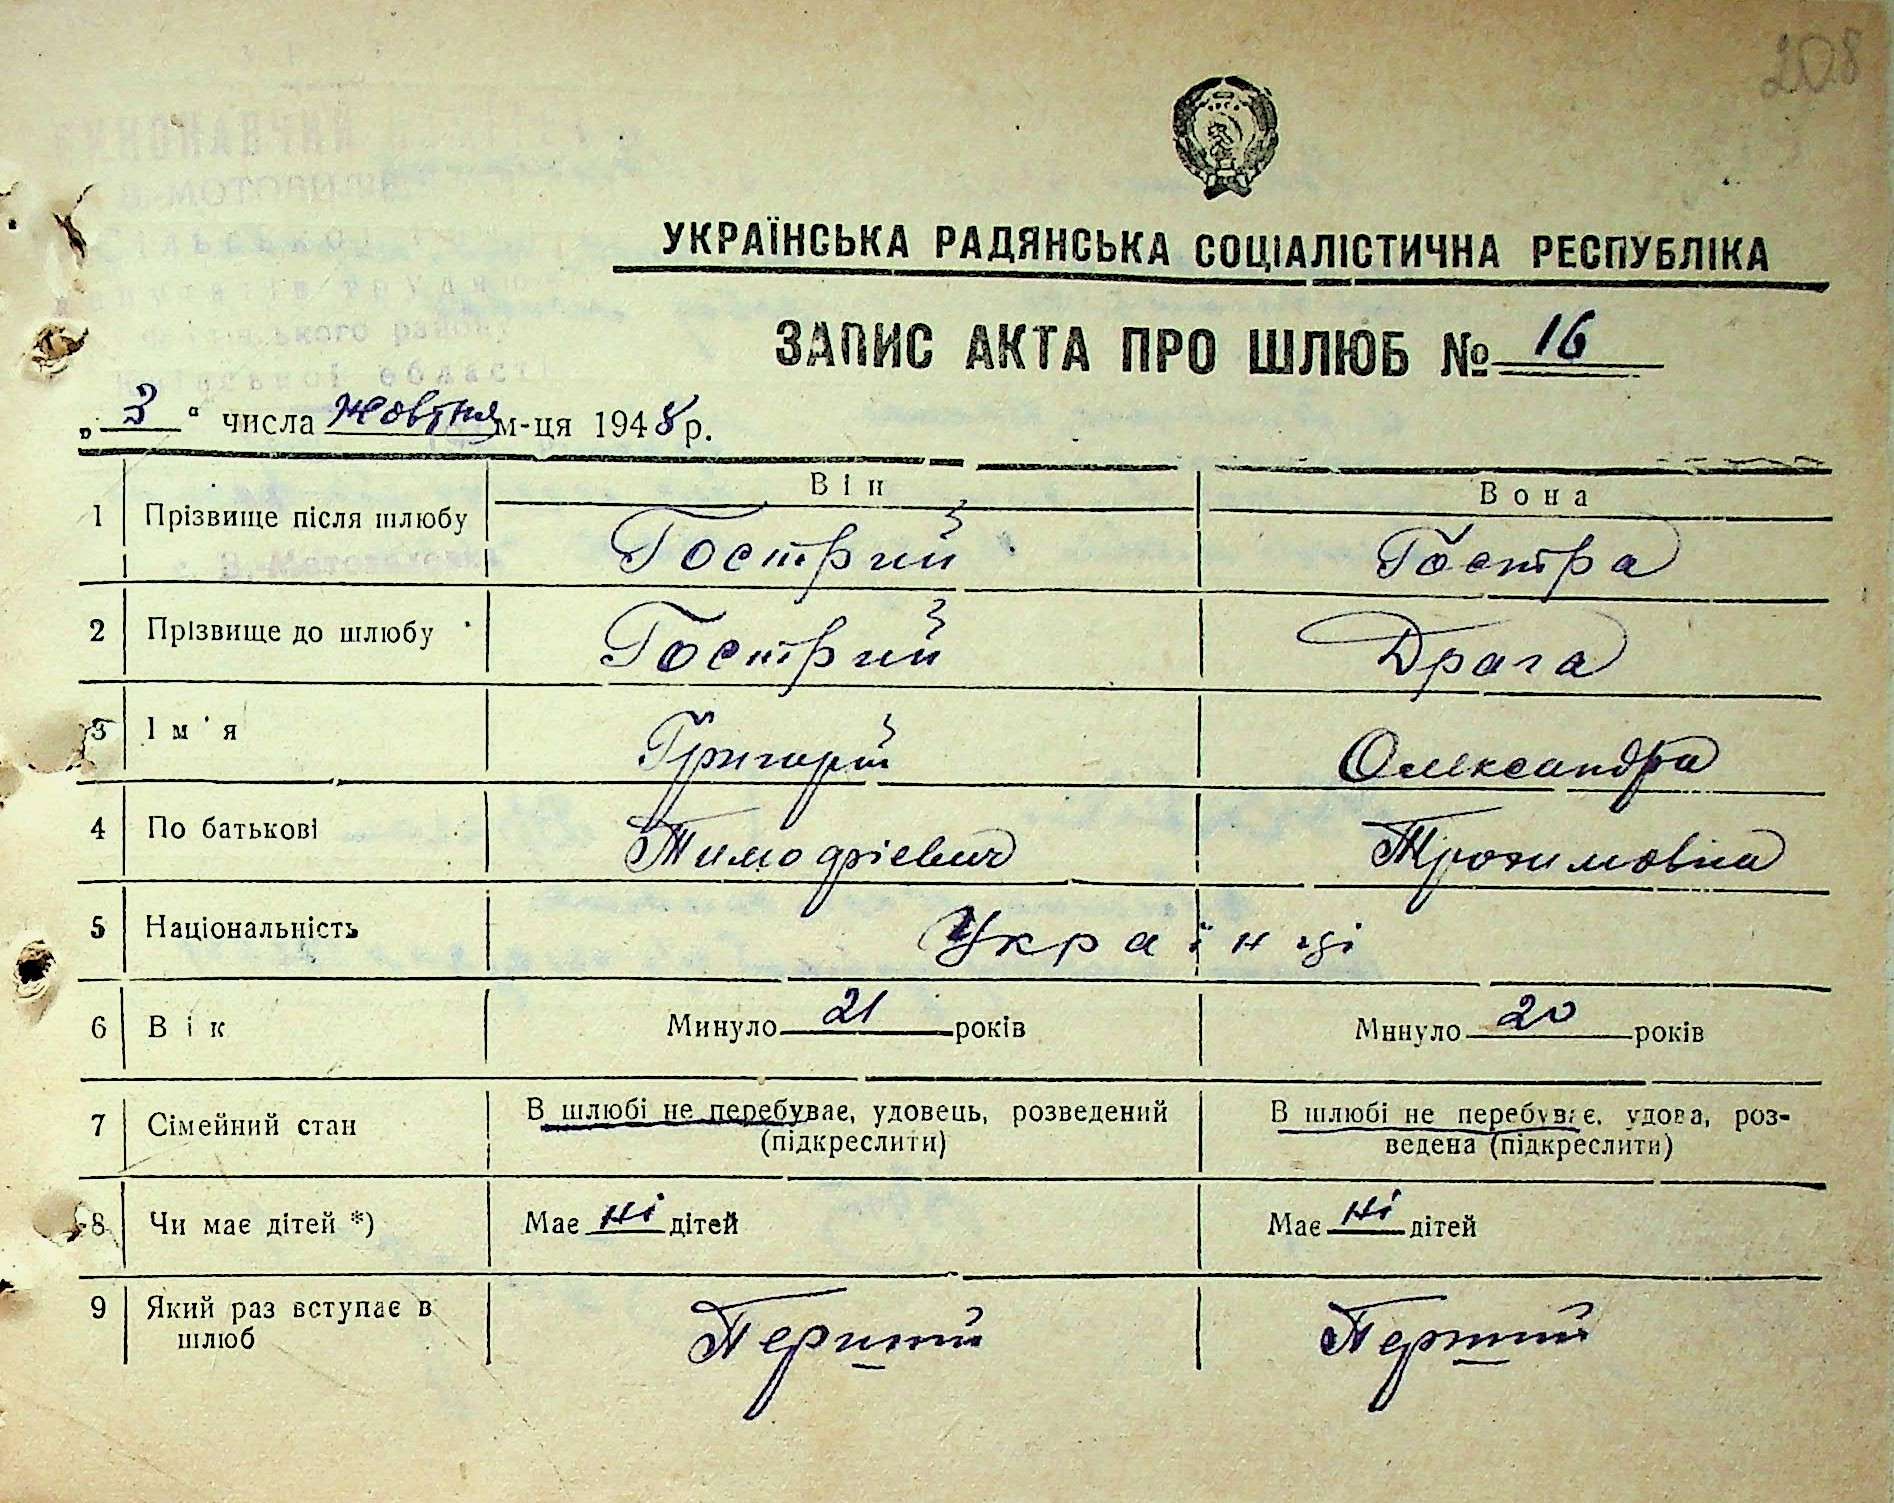 208
УКРАЇНСЬКА РАДЯНСЬКА СОЦІАЛІСТИЧНА РЕСПУБЛІКА
ЗАПИС АКТА ПРО ШЛЮБ № 16
„ 3 “ числа жовтня м-ця 1948 р.
Він Вона
1 Прізвище після шлюбу Гострий Гостра
2 Прізвище до шлюбу Гострий Драга
3 Ім'я Григорій Олександра
4 По батькові Тимофієвич Трохимовна
5 Національність Українці
6 Вік Минуло 21 років Минуло 20 років
7 Сімейний стан В шлюбі не перебуває, удовець, розведений (підкреслити) В шлюбі не перебуває, удова, роз-
ведена (підкреслити)
8 Чи має дітей *) Має ні дітей Має ні дітей
9 Який раз вступає в
шлюб Перший Перший